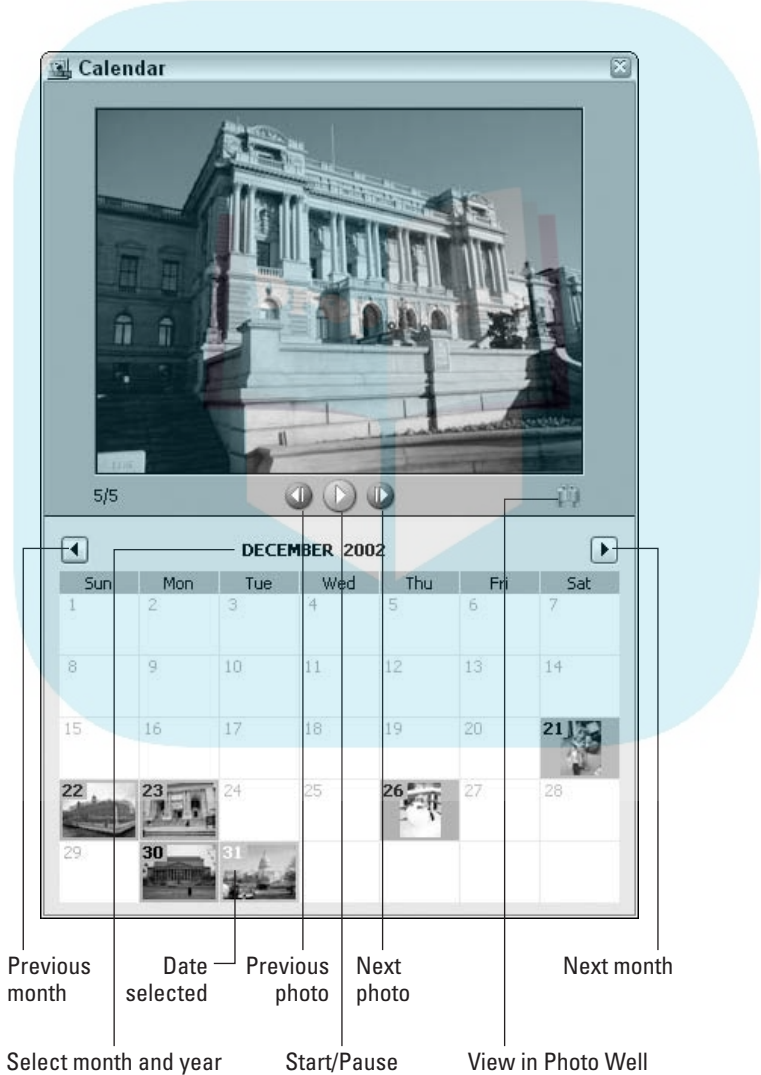 Calendar
5/5
DECEMBER 2002
Sun Mon Tue Wed Thu Fri Sat
1 2 3 4 5 6 7
8 9 10 11 12 13 14
15 16 17 18 19 20 21
22 23 24 25 26 27 28
29 30 31
Previous month
Date selected
Previous photo
Next photo
Next month
Select month and year
Start/Pause
View in Photo Well